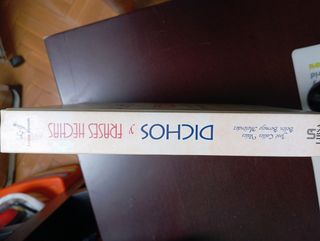 DICHOS
y
FRASES HECHAS
José Calles Vales
Belén Bermejo Meléndez